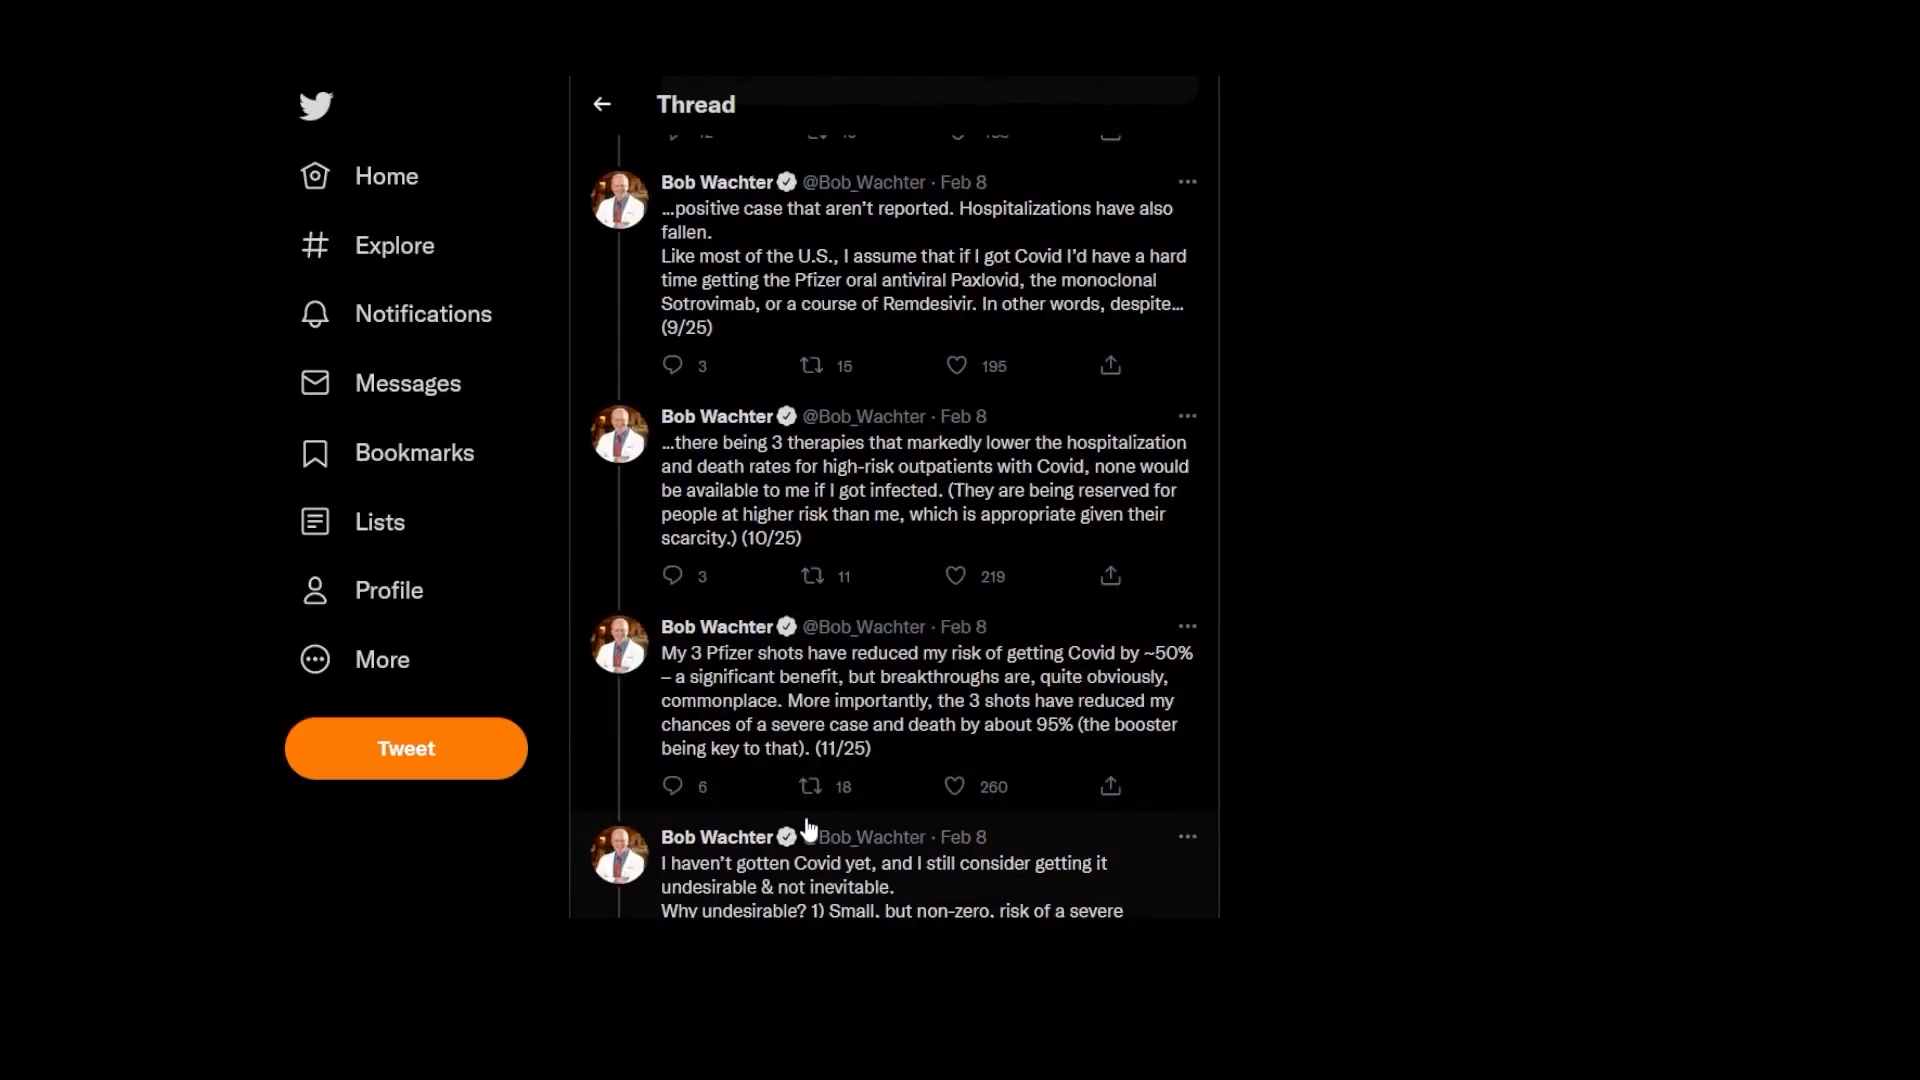 Thread
Home
Explore
Notifications
Messages
Bookmarks
Lists
Profile
More
Tweet
Bob Wachter @Bob_Wachter · Feb 8
...positive case that aren't reported. Hospitalizations have also
fallen.
Like most of the U.S., I assume that if I got Covid I'd have a hard
time getting the Pfizer oral antiviral Paxlovid, the monoclonal
Sotrovimab, or a course of Remdesivir. In other words, despite...
(9/25)
3 15 195
Bob Wachter @Bob_Wachter · Feb 8
...there being 3 therapies that markedly lower the hospitalization
and death rates for high-risk outpatients with Covid, none would
be available to me if I got infected. (They are being reserved for
people at higher risk than me, which is appropriate given their
scarcity.) (10/25)
3 11 219
Bob Wachter @Bob_Wachter · Feb 8
My 3 Pfizer shots have reduced my risk of getting Covid by ~50%
– a significant benefit, but breakthroughs are, quite obviously,
commonplace. More importantly, the 3 shots have reduced my
chances of a severe case and death by about 95% (the booster
being key to that). (11/25)
6 18 260
Bob Wachter @Bob_Wachter · Feb 8
I haven't gotten Covid yet, and I still consider getting it
undesirable & not inevitable.
Why undesirable? 1) Small, but non-zero, risk of a severe